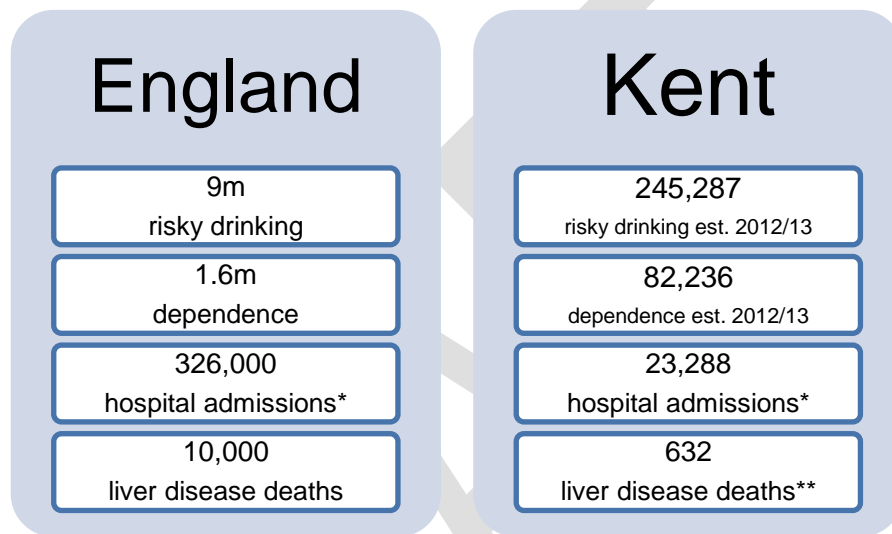 England
9m
risky drinking
1.6m
dependence
326,000
hospital admissions*
10,000
liver disease deaths
Kent
245,287
risky drinking est. 2012/13
82,236
dependence est. 2012/13
23,288
hospital admissions*
632
liver disease deaths**